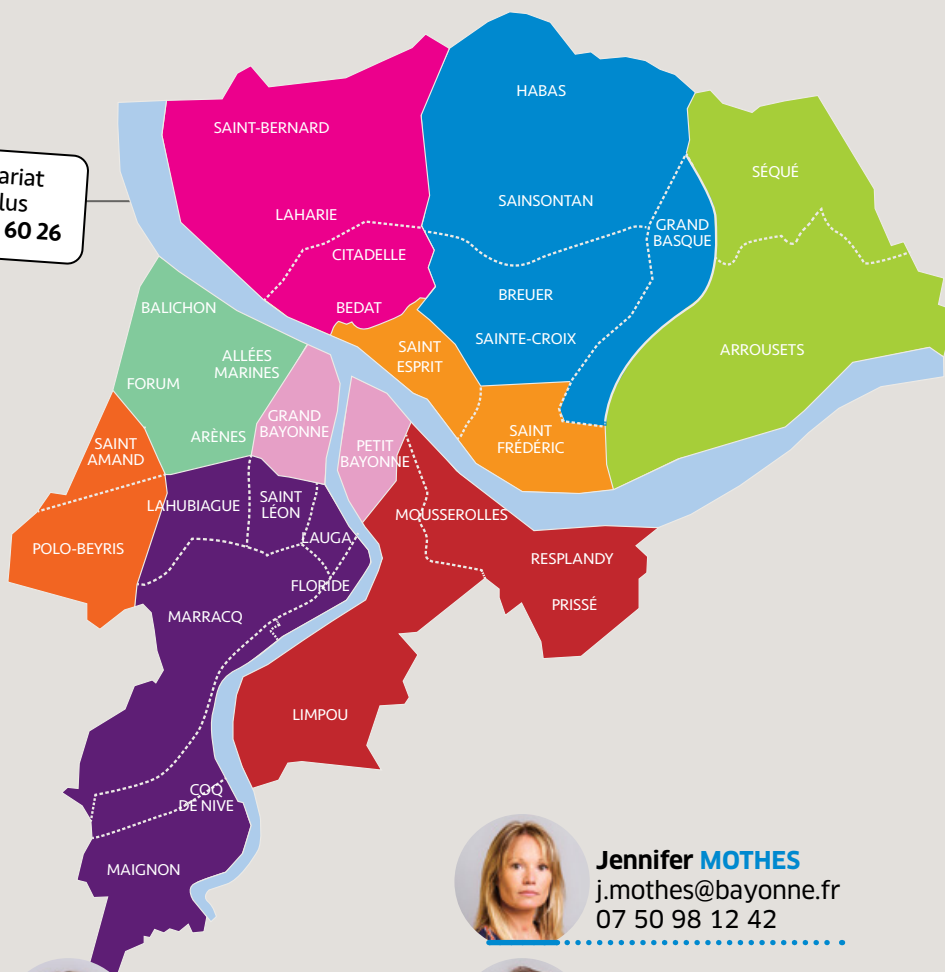 HABAS
SAINT-BERNARD
ariat
lus
60 26
SÉQUÉ
SAINSONTAN
LAHARIE
GRAND
BASQUE
CITADELLE
BREUER
BALICHON
BEDAT
SAINTE-CROIX
SAINT
ESPRIT
ARROUSETS
ALLÉES
MARINES
FORUM
GRAND
BAYONNE
ARÈNES
SAINT
AMAND
PETIT
BAYONNE
SAINT
FRÉDÉRIC
LAHUBIAGUE
SAINT
LÉON
MOUSSEROLLES
LAUGA
POLO-BEYRIS
RESPLANDY
FLORIDE
PRISSÉ
MARRACQ
LIMPOU
COQ
DE NIVE
MAIGNON
Jennifer MOTHES
j.mothes@bayonne.fr
07 50 98 12 42